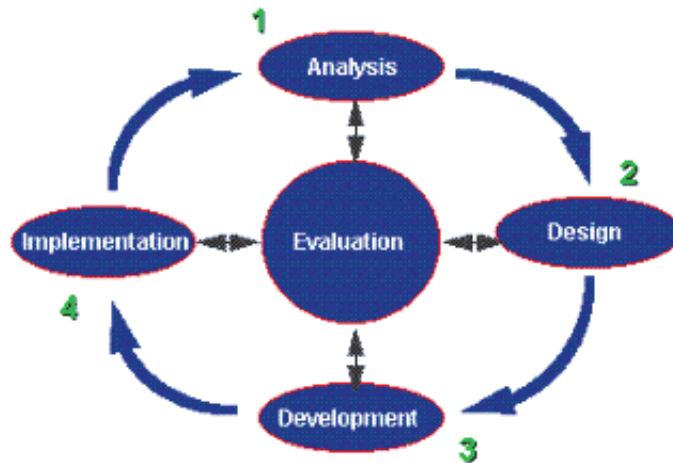 1
Analysis
2
Implementation
Evaluation
Design
4
Development
3